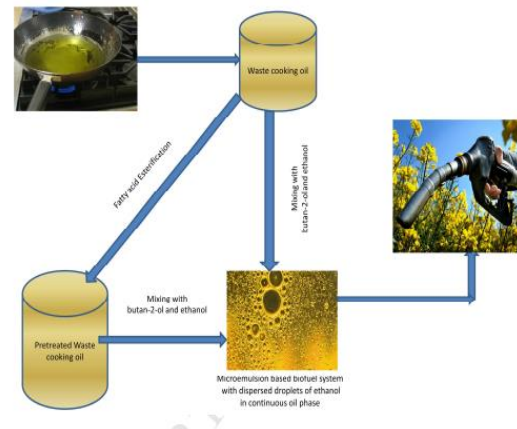 Waste cooking oil
Fatty acid Esterification
Mixing with
butan-2-ol and ethanol
Mixing with
butan-2-ol and ethanol
Pretreated Waste
cooking oil
Microemulsion based biofuel system
with dispersed droplets of ethanol
in continuous oil phase